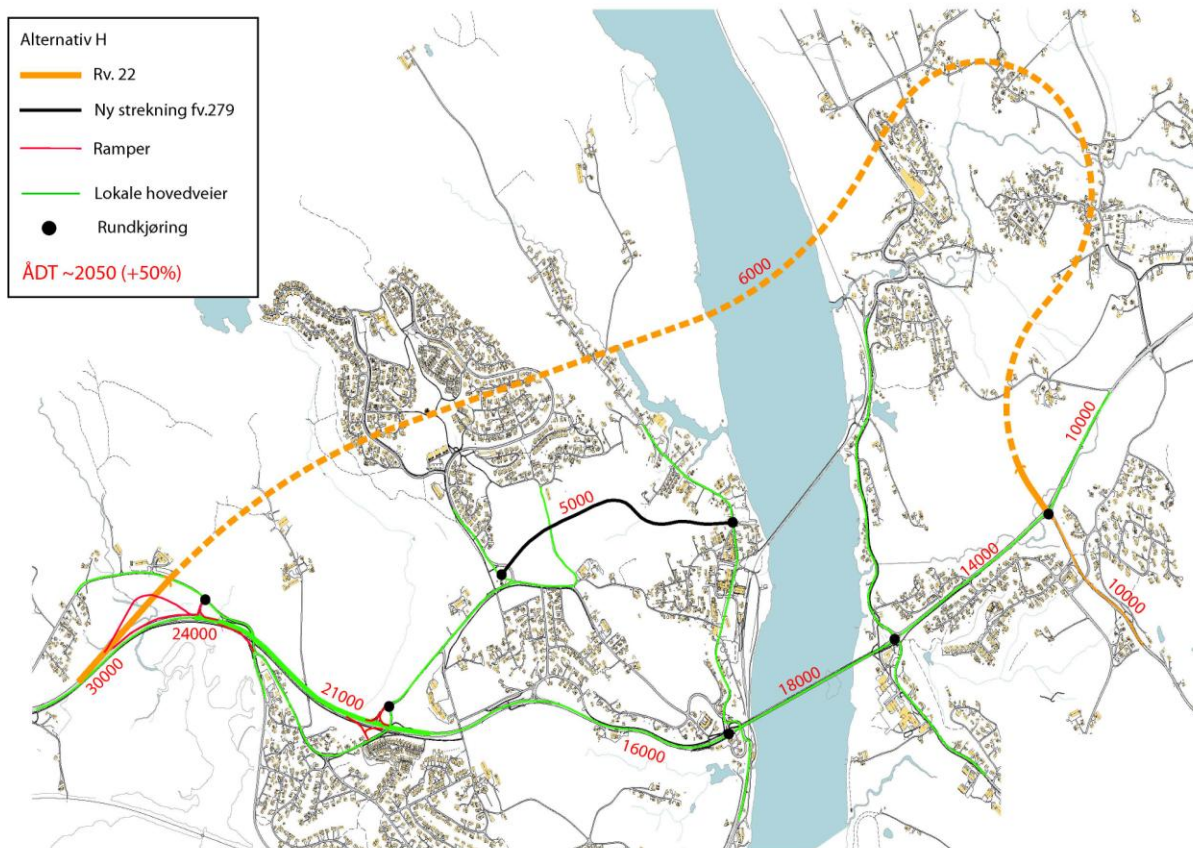 Alternativ H
Rv. 22
Ny strekning fv.279
Ramper
Lokale hovedveier
Rundkjøring
ÅDT ~2050 (+50%)
6000
10000
5000
14000
10000
24000
30000
21000
18000
16000